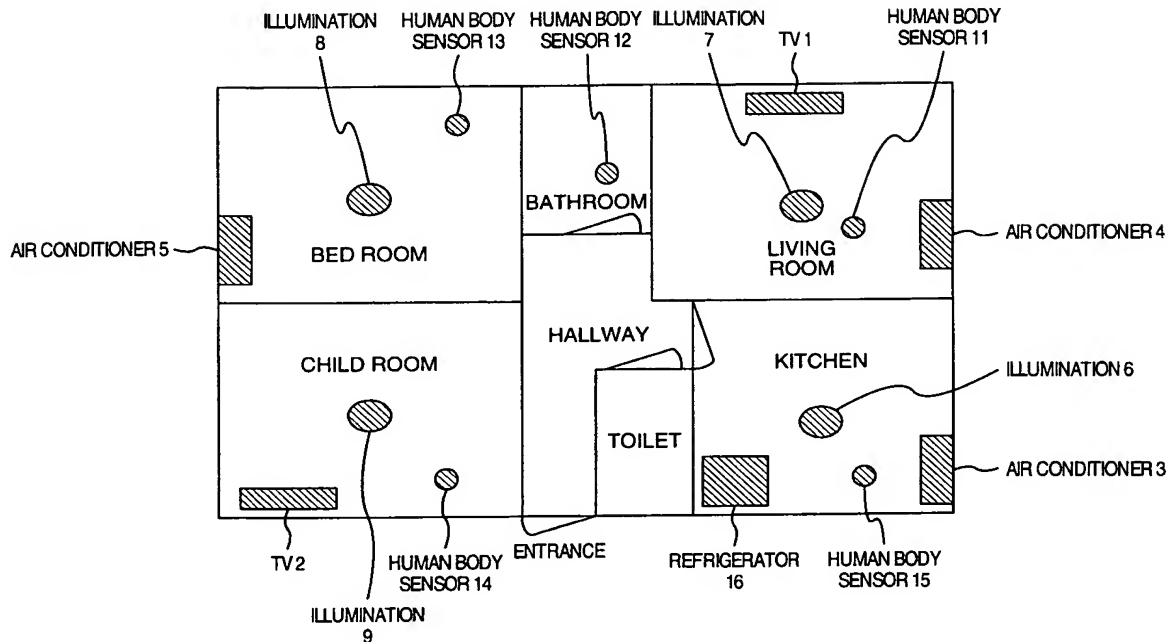 ILLUMINATION
8
HUMAN BODY
SENSOR 13
HUMAN BODY
SENSOR 12
ILLUMINATION
7
TV 1
HUMAN BODY
SENSOR 11
BATHROOM
AIR CONDITIONER 5
BED ROOM
LIVING
ROOM
AIR CONDITIONER 4
HALLWAY
CHILD ROOM
KITCHEN
ILLUMINATION 6
TOILET
AIR CONDITIONER 3
TV 2
HUMAN BODY
SENSOR 14
ENTRANCE
REFRIGERATOR
16
HUMAN BODY
SENSOR 15
ILLUMINATION
9